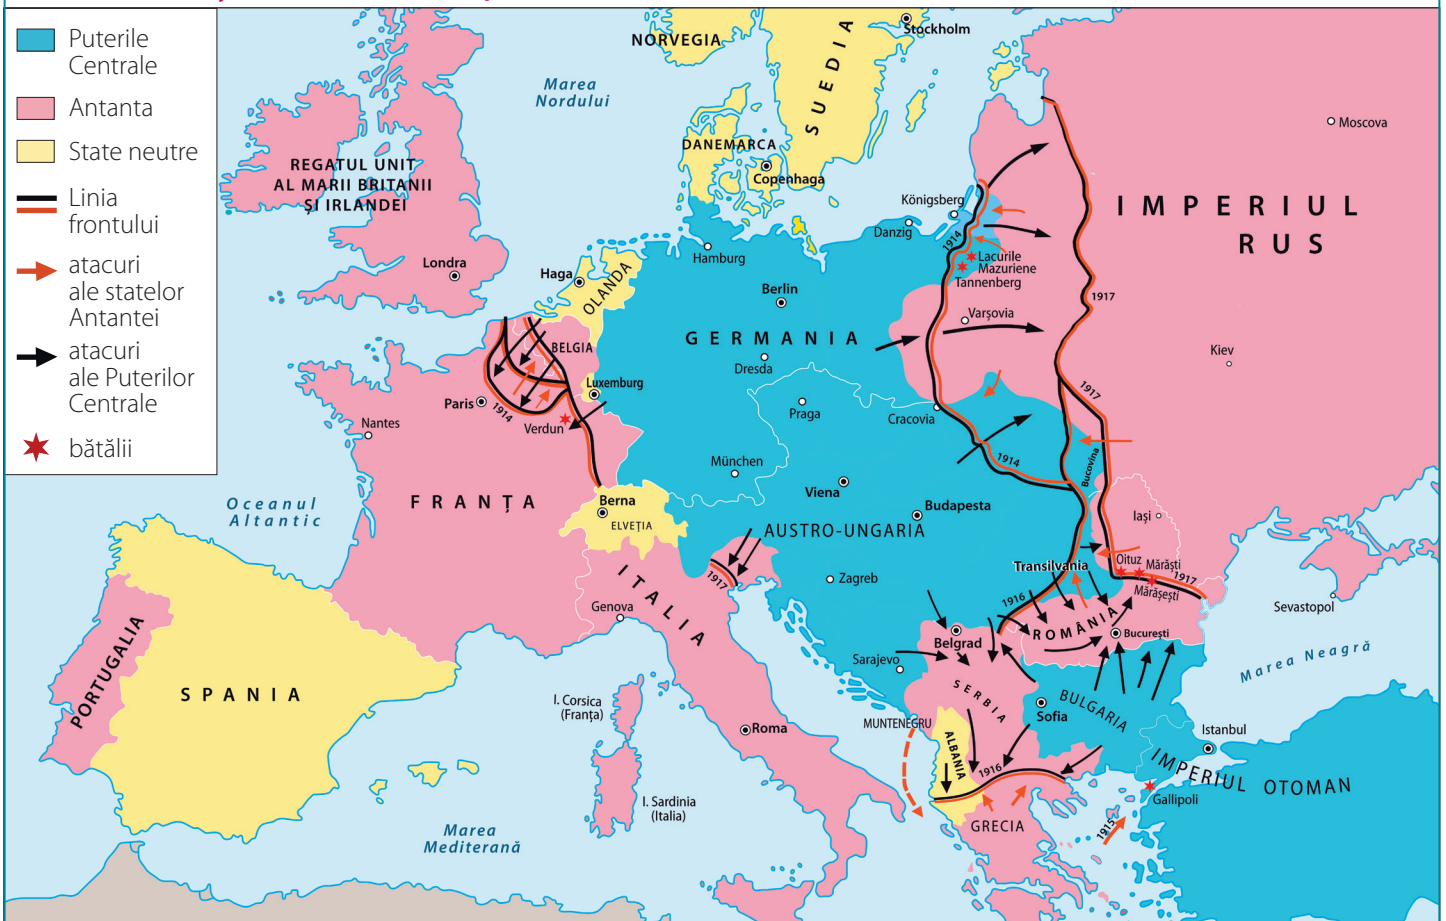 Puterile
Centrale
Antanta
State neutre
Linia
frontului
atacuri
ale statelor
Antantei
atacuri
ale Puterilor
Centrale
bătălii
NORVEGIA
SUEDIA
Stockholm
Marea
Nordului
DANEMARCA
Copenhaga
REGATUL UNIT
AL MARII BRITANII
ȘI IRLANDEI
Londra
Haga
OLANDA
Hamburg
Berlin
GERMANIA
Dresda
Königsberg
Danzig
1914
Lacurile
Mazuriene
Tannenberg
Varșovia
Moscova
IMPERIUL
RUS
1917
Kiev
BELGIA
Luxemburg
Paris
1914
Verdun
Nantes
Praga
Cracovia
1917
München
1914
Bucovina
Viena
Budapesta
AUSTRO-UNGARIA
Oceanul
Altantic
FRANȚA
Berna
ELVEȚIA
Iași
Oituz
Mărăști
1917
Mărășești
Transilvania
1917
Zagreb
1916
ITALIA
Genova
ROMÂNIA
București
Sevastopol
Marea Neagră
Belgrad
Sarajevo
SERBIA
PORTUGALIA
SPANIA
I. Corsica
(Franța)
Roma
MUNTENEGRU
ALBANIA
Sofia
BULGARIA
Istanbul
IMPERIUL OTOMAN
1916
Gallipoli
1915
GRECIA
I. Sardinia
(Italia)
Marea
Mediterană